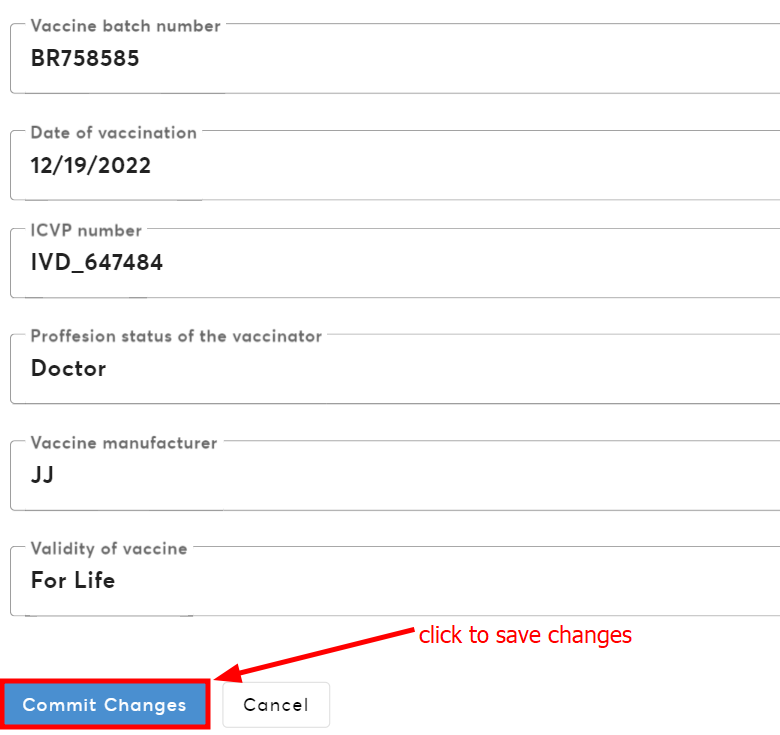 Vaccine batch number
BR758585
Date of vaccination
12/19/2022
ICVP number
IVD_647484
Proffesion status of the vaccinator
Doctor
Vaccine manufacturer
JJ
Validity of vaccine
For Life
click to save changes
Commit Changes Cancel